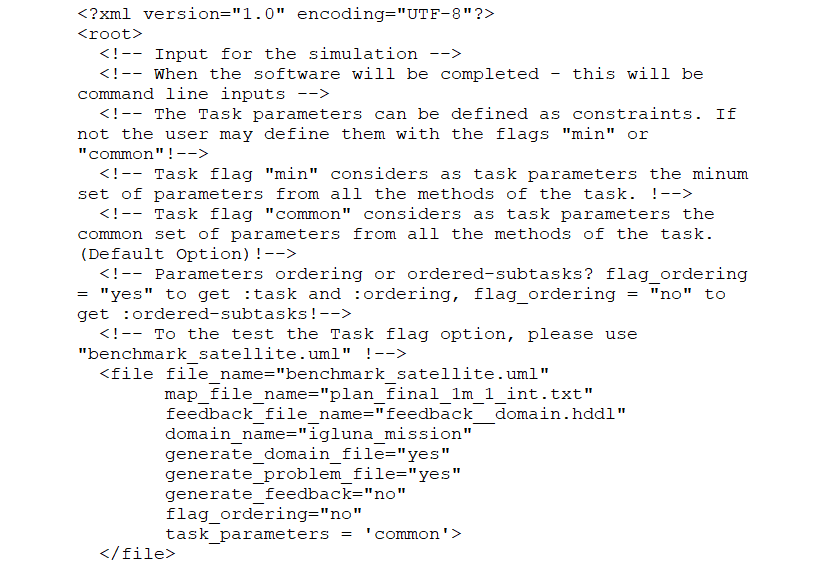 <?xml version="1.0" encoding="UTF-8"?>
<root>
<!-- Input for the simulation -->
<!-- When the software will be completed - this will be
command line inputs -->
<!-- The Task parameters can be defined as constraints. If
not the user may define them with the flags "min" or
"common"!-->
<!-- Task flag "min" considers as task parameters the minum
set of parameters from all the methods of the task. !-->
<!-- Task flag "common" considers as task parameters the
common set of parameters from all the methods of the task.
(Default Option)!-->
<!-- Parameters ordering or ordered-subtasks? flag_ordering
= "yes" to get :task and :ordering, flag_ordering = "no" to
get :ordered-subtasks!-->
<!-- To the test the Task flag option, please use
"benchmark_satellite.uml" !-->
<file file_name="benchmark_satellite.uml"
map_file_name="plan_final_1m_1_int.txt"
feedback_file_name="feedback__domain.hddl"
domain_name="igluna_mission"
generate_domain_file="yes"
generate_problem_file="yes"
generate_feedback="no"
flag_ordering="no"
task_parameters = 'common'>
</file>